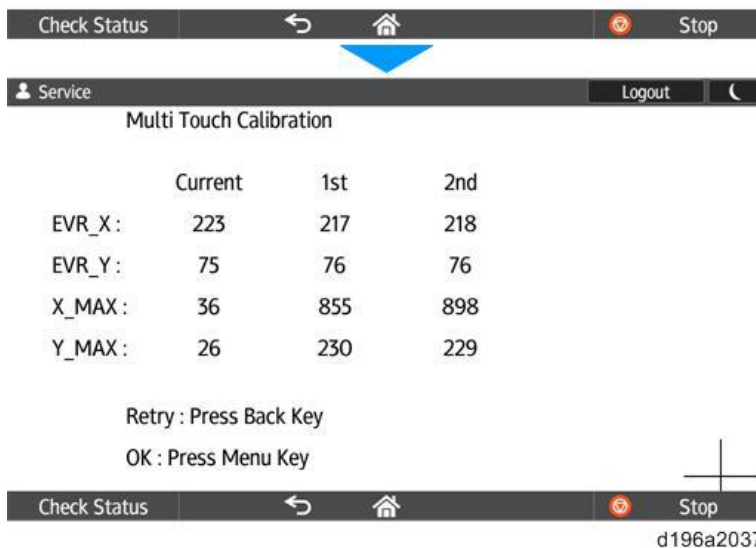 Check Status Stop
Service Logout
Multi Touch Calibration
Current 1st 2nd
EVR_X : 223 217 218
EVR_Y : 75 76 76
X_MAX : 36 855 898
Y_MAX : 26 230 229
Retry : Press Back Key
OK : Press Menu Key
Check Status Stop
d196a2037